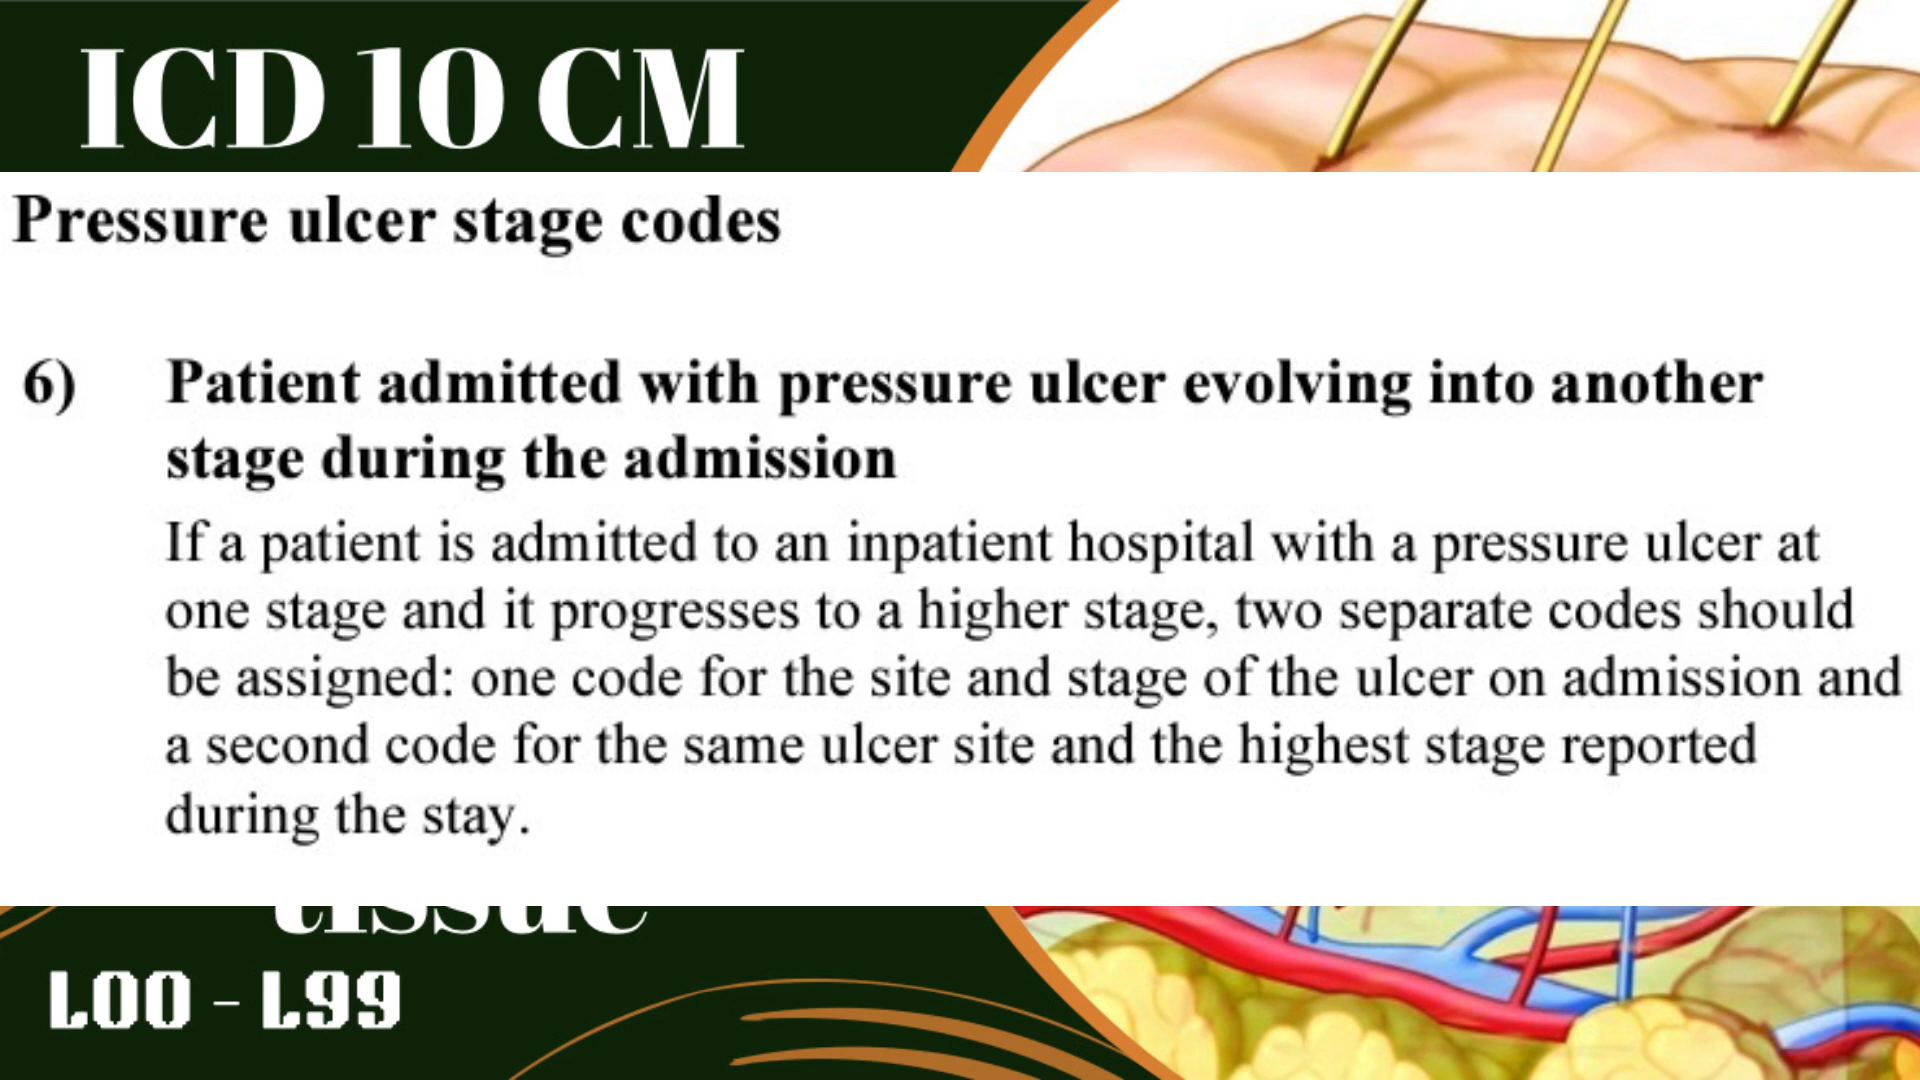 ICD 10 CM
Pressure ulcer stage codes
6) Patient admitted with pressure ulcer evolving into another
stage during the admission
If a patient is admitted to an inpatient hospital with a pressure ulcer at
one stage and it progresses to a higher stage, two separate codes should
be assigned: one code for the site and stage of the ulcer on admission and
a second code for the same ulcer site and the highest stage reported
during the stay.
tissue
L00 - L99